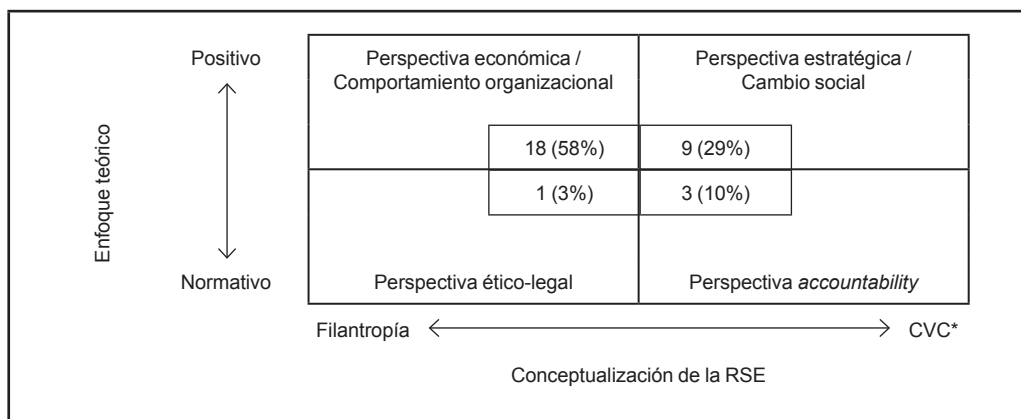 Enfoque teórico
Positivo
Normativo
Perspectiva económica /
Comportamiento organizacional
Perspectiva estratégica /
Cambio social
18 (58%)
9 (29%)
1 (3%)
3 (10%)
Perspectiva ético-legal
Perspectiva accountability
Filantropía
CVC*
Conceptualización de la RSE